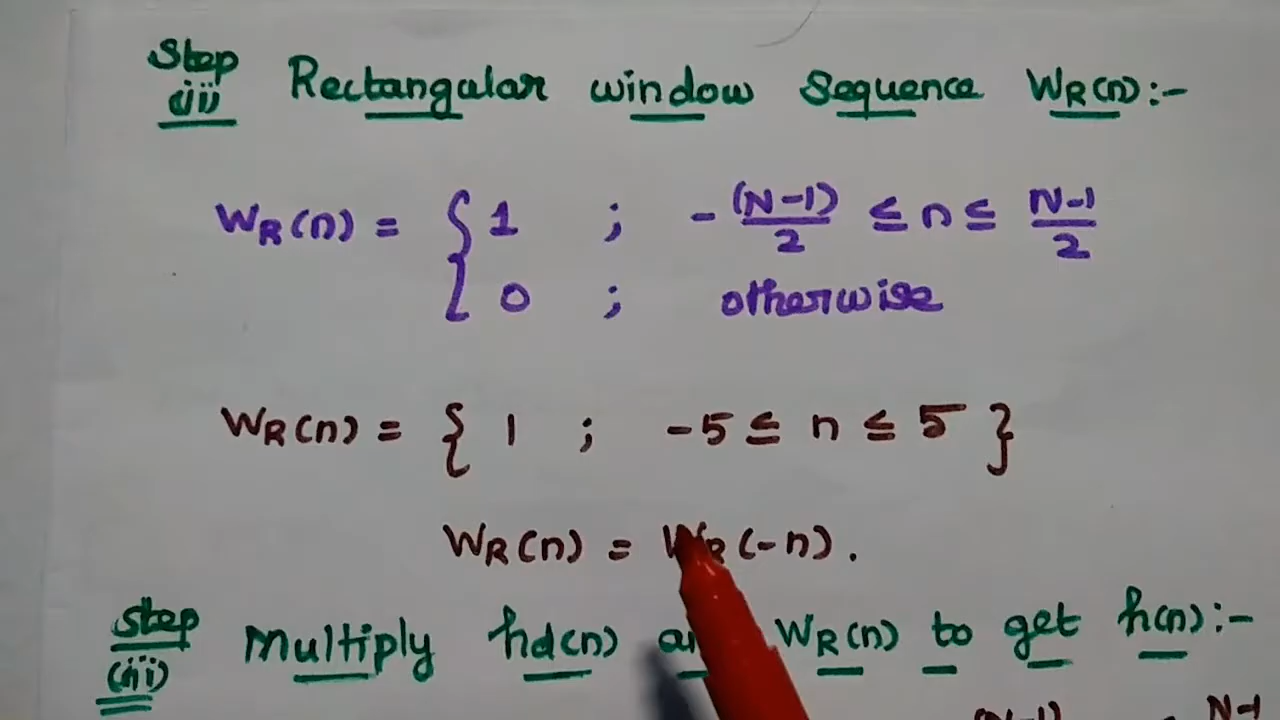 Step (ii) Rectangular window Sequence WR(n):-
WR(n) = { 1 ; -(N-1)/2 ≤ n ≤ N-1/2
0 ; otherwise
WR(n) = { 1 ; -5 ≤ n ≤ 5 }
WR(n) = WR(-n).
Step (iii) Multiply hd(n) WR(n) to get h(n):-